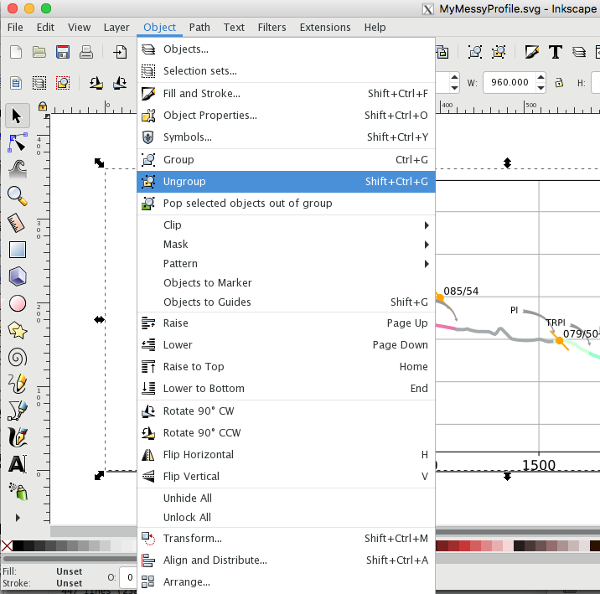 MyMessyProfile.svg - Inkscape
File Edit View Layer Object Path Text Filters Extensions Help
Objects...
Selection sets...
W: 960.000 H:
Fill and Stroke... Shift+Ctrl+F
Object Properties... Shift+Ctrl+O
0 400 500
Symbols... Shift+Ctrl+Y
Group Ctrl+G
Ungroup Shift+Ctrl+G
Pop selected objects out of group
Clip
Mask
Pattern
Objects to Marker
Objects to Guides Shift+G
085/54
PI
TRPI
079/50
Raise Page Up
Lower Page Down
Raise to Top Home
Lower to Bottom End
Rotate 90° CW
Rotate 90° CCW
Flip Horizontal H
1500
Flip Vertical V
Unhide All
Unlock All
Transform... Shift+Ctrl+M
Align and Distribute... Shift+Ctrl+A
Arrange...
Fill: Unset
Stroke: Unset
O: 0